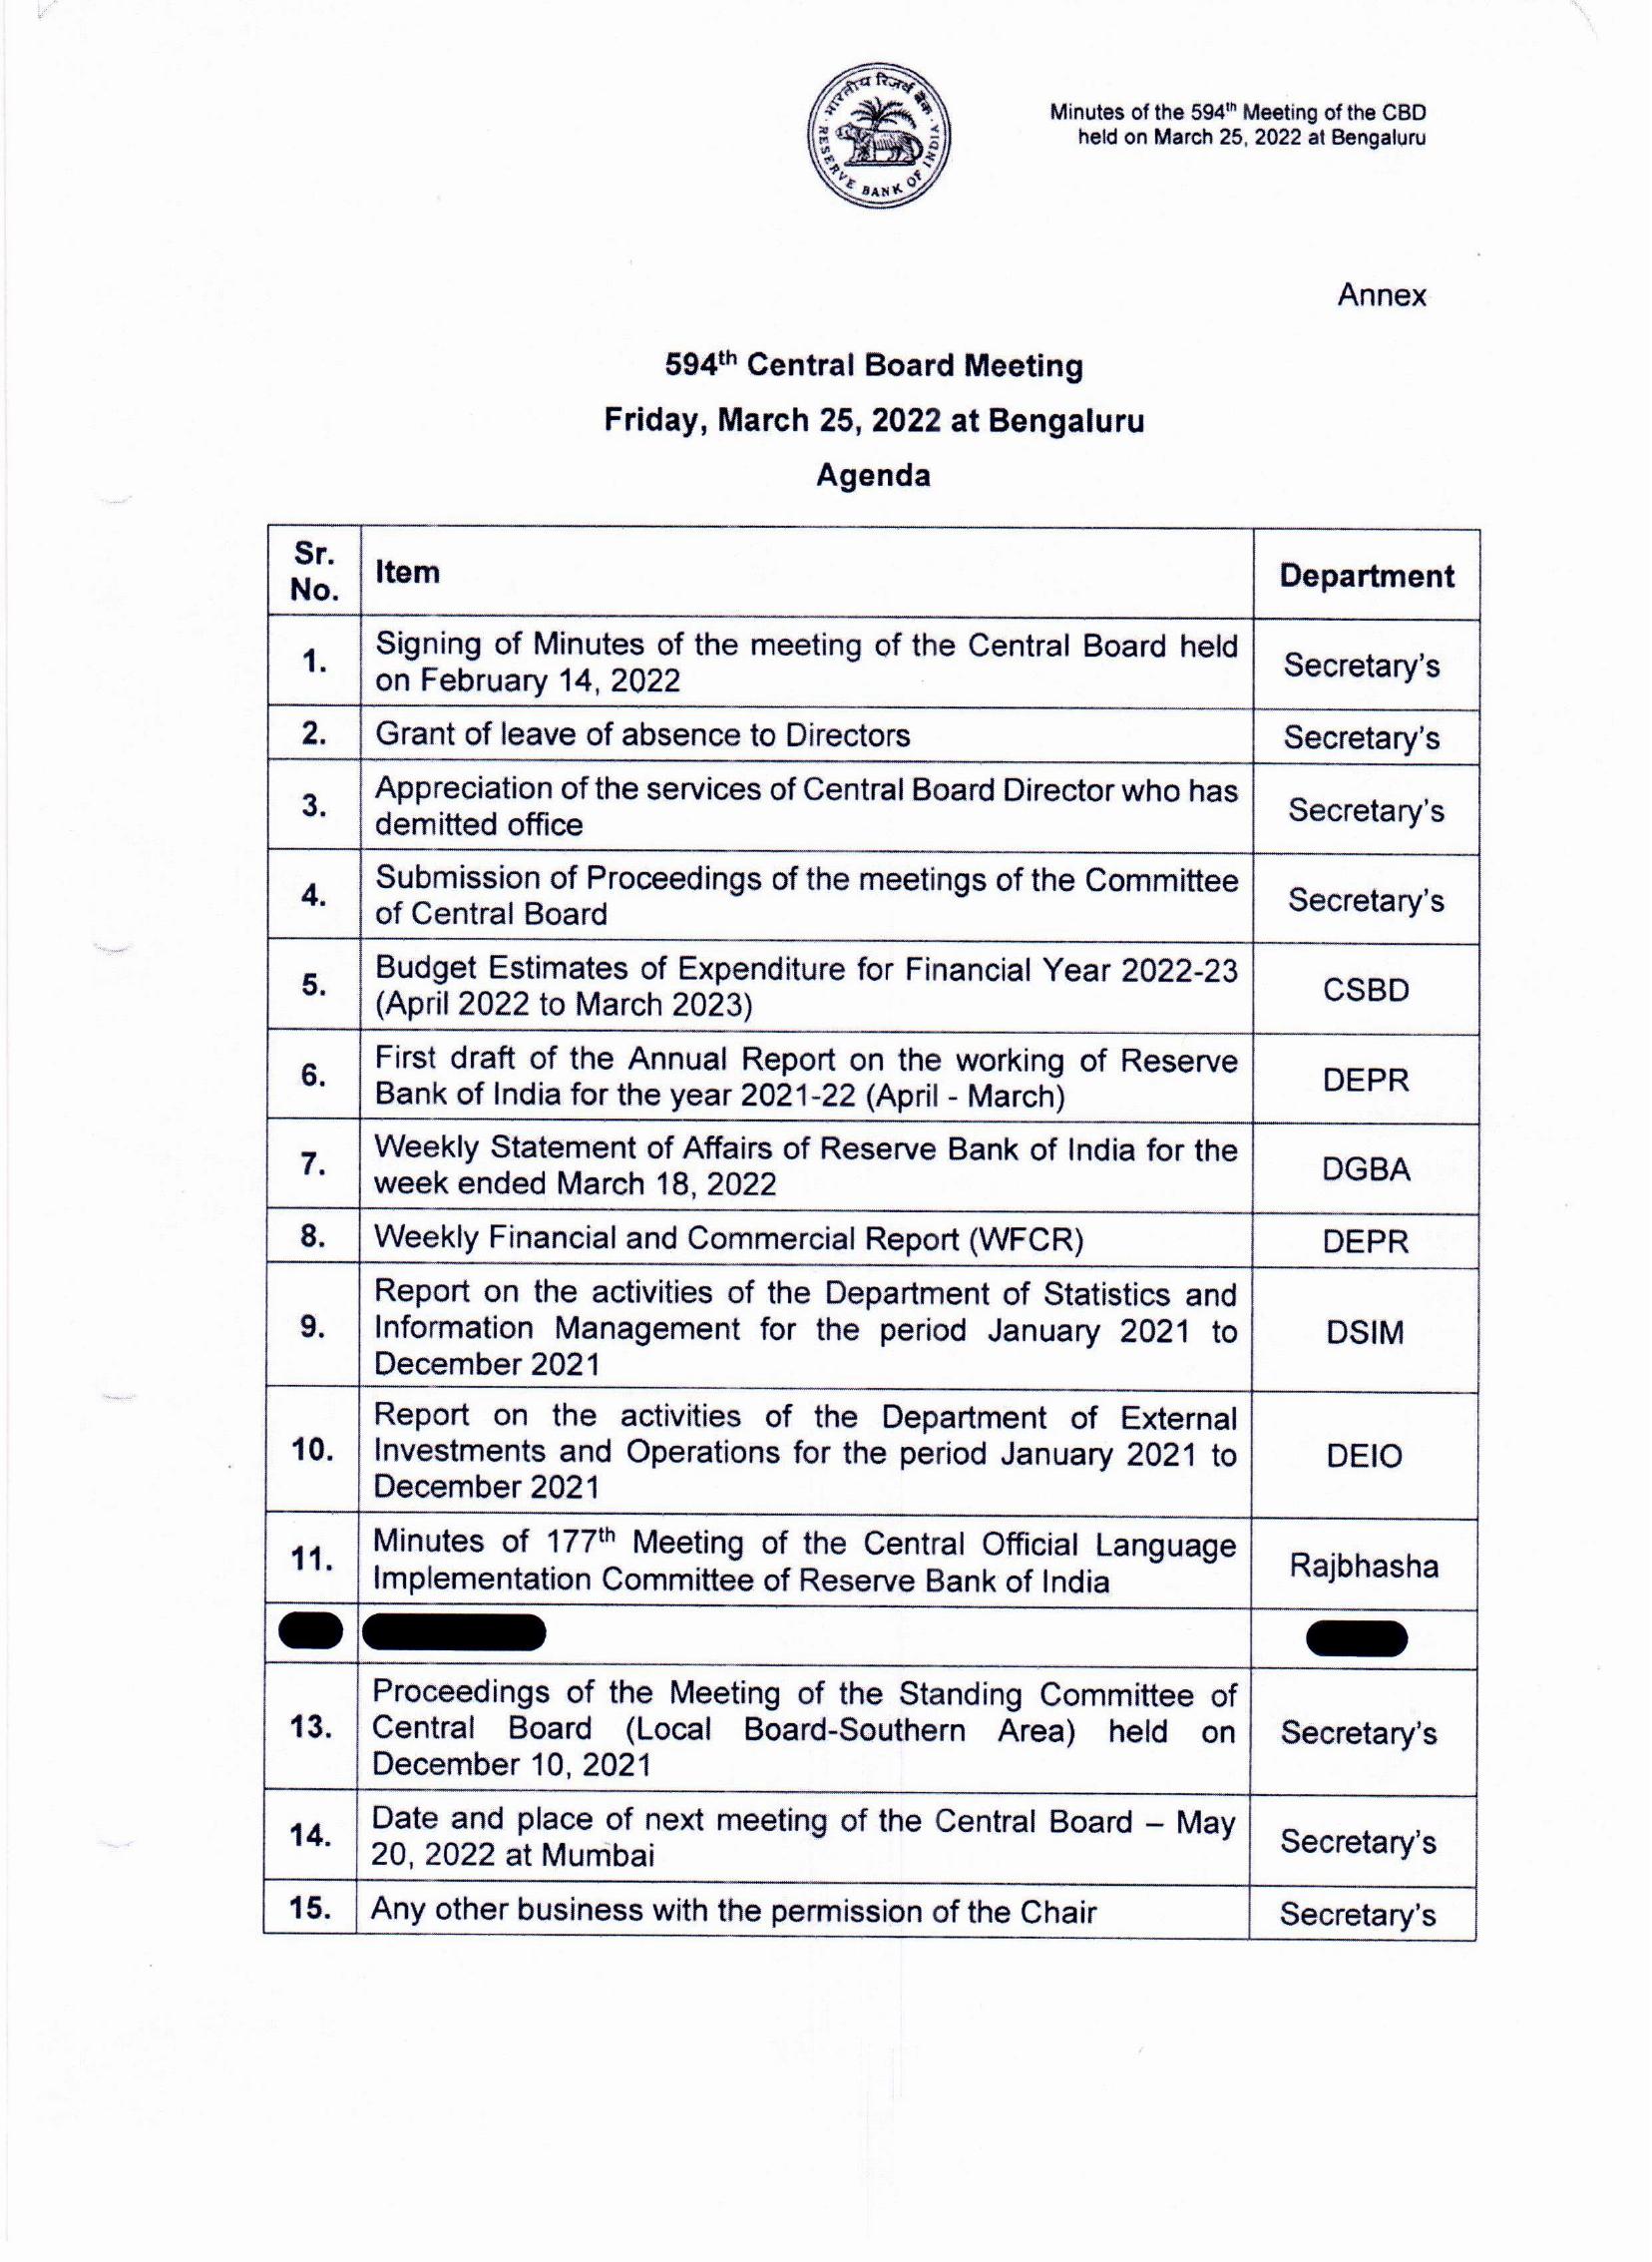 भारतीय रिज़र्व बैंक
RESERVE BANK OF INDIA
Minutes of the 594th Meeting of the CBD
held on March 25, 2022 at Bengaluru
Annex
594th Central Board Meeting
Friday, March 25, 2022 at Bengaluru
Agenda
Sr.
No.
Item
Department
1.
Signing of Minutes of the meeting of the Central Board held
on February 14, 2022
Secretary's
2.
Grant of leave of absence to Directors
Secretary's
3.
Appreciation of the services of Central Board Director who has
demitted office
Secretary's
4.
Submission of Proceedings of the meetings of the Committee
of Central Board
Secretary's
5.
Budget Estimates of Expenditure for Financial Year 2022-23
(April 2022 to March 2023)
CSBD
6.
First draft of the Annual Report on the working of Reserve
Bank of India for the year 2021-22 (April - March)
DEPR
7.
Weekly Statement of Affairs of Reserve Bank of India for the
week ended March 18, 2022
DGBA
8.
Weekly Financial and Commercial Report (WFCR)
DEPR
9.
Report on the activities of the Department of Statistics and
Information Management for the period January 2021 to
December 2021
DSIM
10.
Report on the activities of the Department of External
Investments and Operations for the period January 2021 to
December 2021
DEIO
11.
Minutes of 177th Meeting of the Central Official Language
Implementation Committee of Reserve Bank of India
Rajbhasha
13.
Proceedings of the Meeting of the Standing Committee of
Central Board (Local Board-Southern Area) held on
December 10, 2021
Secretary's
14.
Date and place of next meeting of the Central Board – May
20, 2022 at Mumbai
Secretary's
15.
Any other business with the permission of the Chair
Secretary's